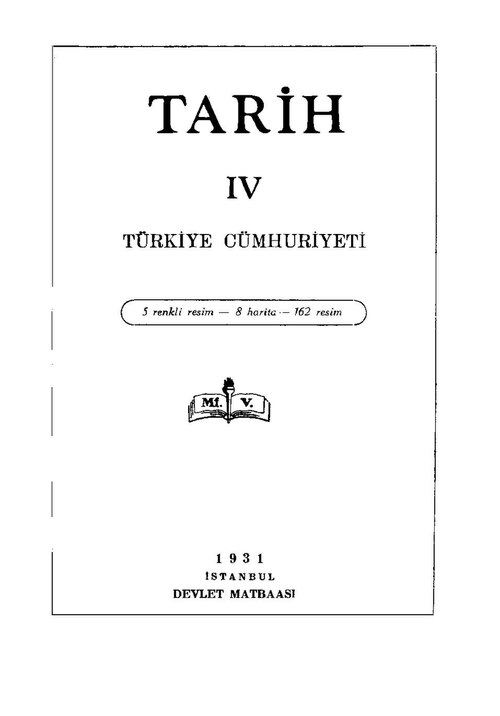 TARİH
IV
TÜRKİYE CÜMHURİYETİ
5 renkli resim — 8 harita — 162 resim
Mf. V.
1931
İSTANBUL
DEVLET MATBAASI